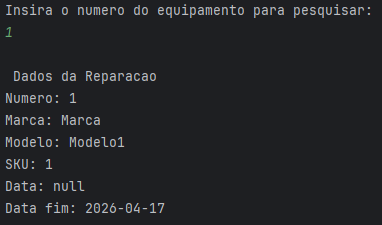 Insira o numero do equipamento para pesquisar:
1
Dados da Reparacao
Numero: 1
Marca: Marca
Modelo: Modelo1
SKU: 1
Data: null
Data fim: 2026-04-17